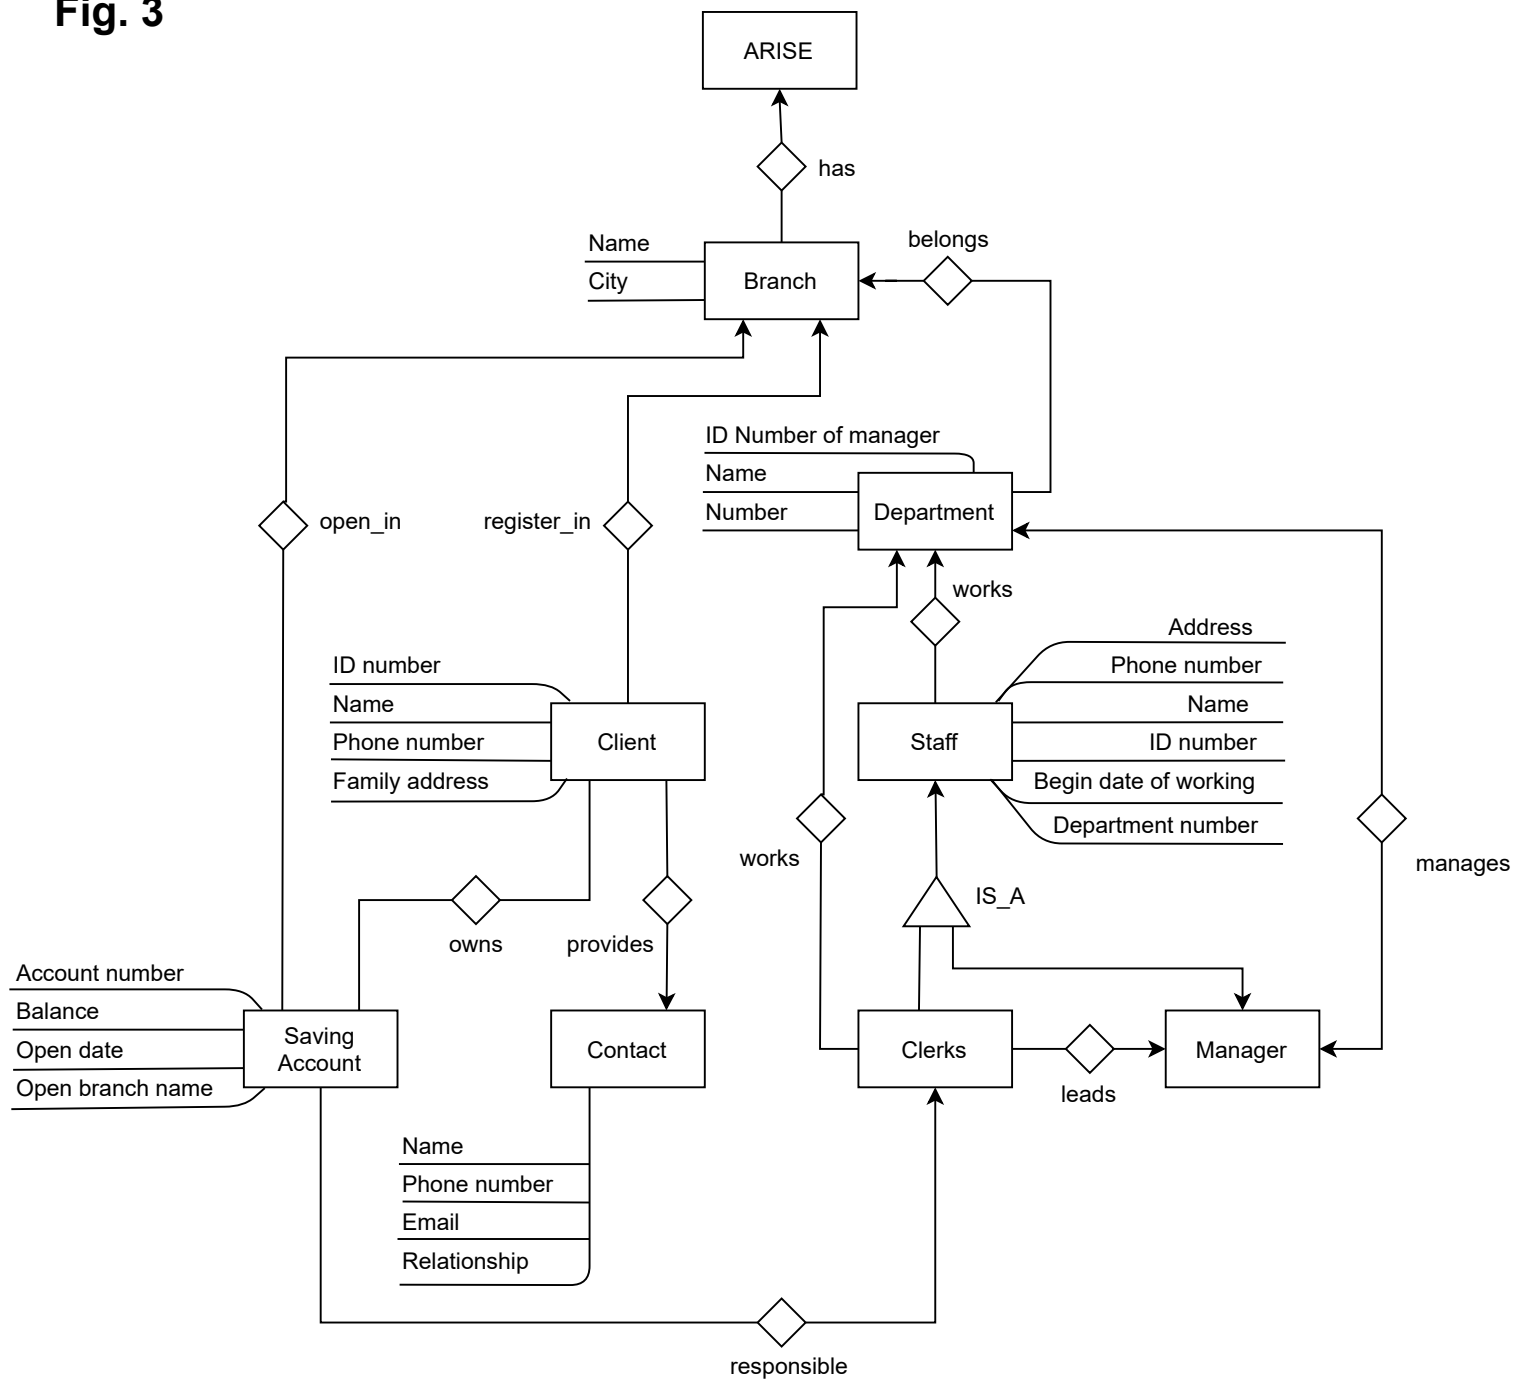 Fig. 3
ARISE
has
belongs
Name
City
Branch
ID Number of manager
Name
Number
Department
open_in
register_in
works
Address
Phone number
Name
ID number
Begin date of working
Department number
Staff
ID number
Name
Phone number
Family address
Client
works
manages
IS_A
owns
provides
Account number
Balance
Open date
Open branch name
Saving
Account
Contact
Clerks
Manager
leads
Name
Phone number
Email
Relationship
responsible